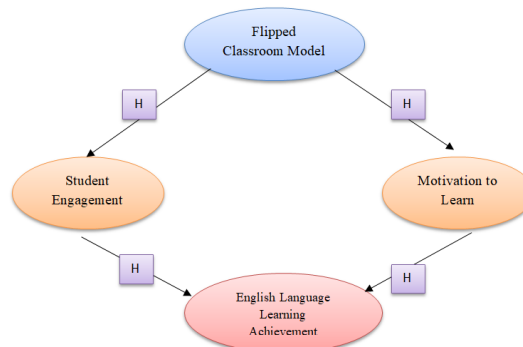 Flipped
Classroom Model
H
H
Student
Engagement
Motivation to
Learn
H
H
English Language
Learning
Achievement